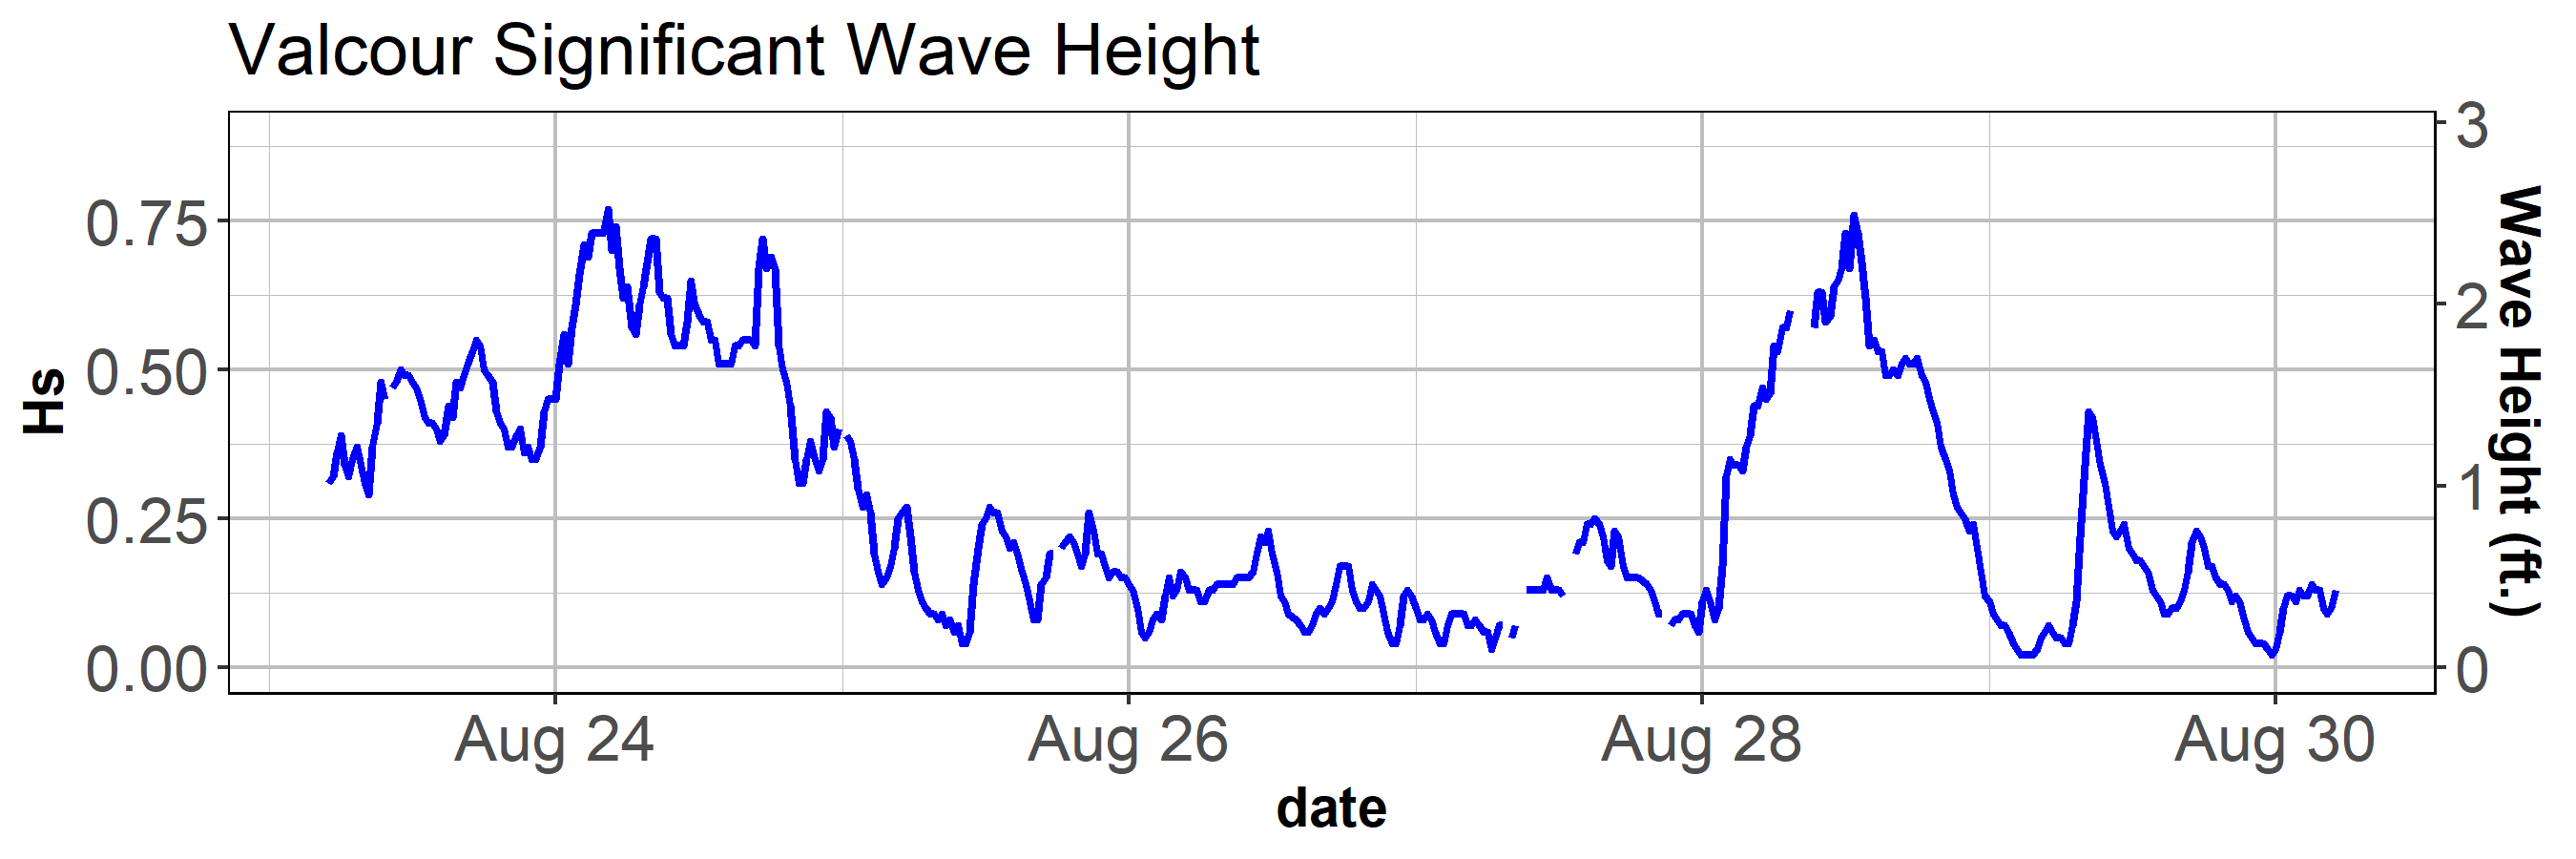 Valcour Significant Wave Height
Hs
0.75
0.50
0.25
0.00
3
2
1
0
Wave Height (ft.)
Aug 24
Aug 26
Aug 28
Aug 30
date